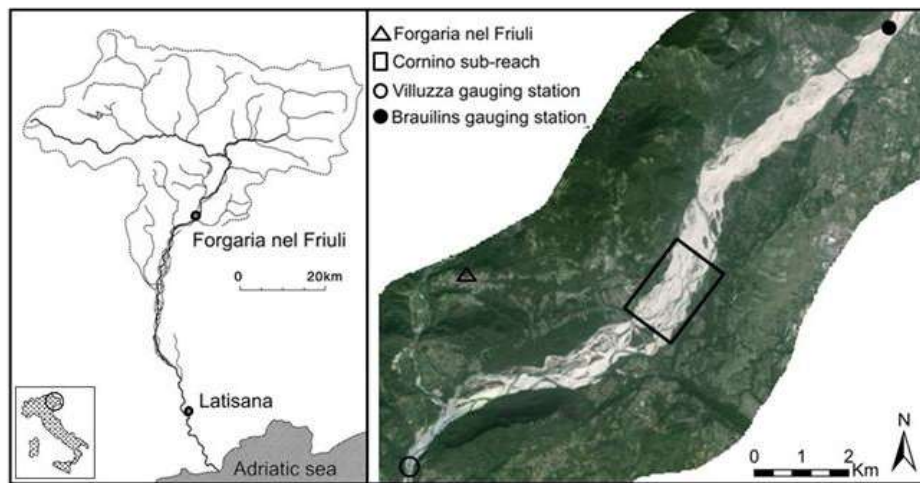 Forgaria nel Friuli
0 20km
Latisana
Adriatic sea
Forgaria nel Friuli
Cornino sub-reach
Villuzza gauging station
Brauilins gauging station
N
0 1 2
Km